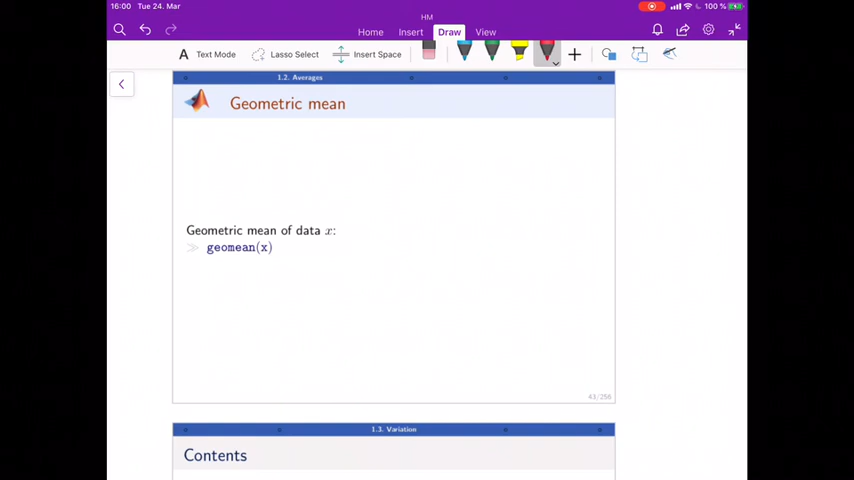 16:00 Tue 24. Mar
100 %
HM
Home Insert Draw View
A Text Mode Lasso Select Insert Space
1.2. Averages
Geometric mean
Geometric mean of data x:
≫ geomean(x)
43/256
1.3. Variation
Contents